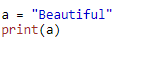 a = "Beautiful"
print(a)